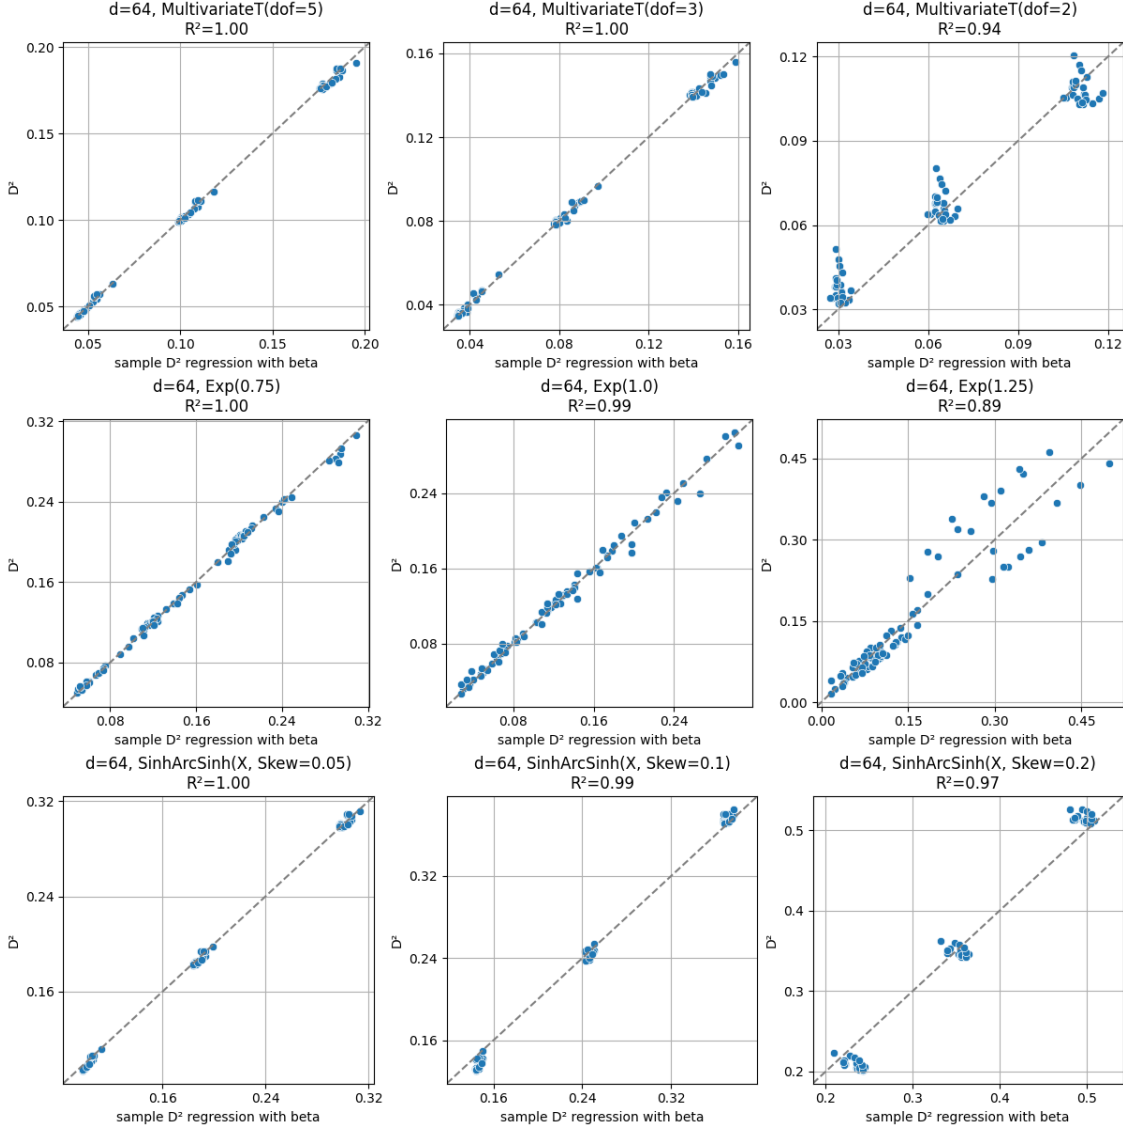 d=64, MultivariateT(dof=5)
R²=1.00
0.20
0.15
0.10
0.05
D²
0.05 0.10 0.15 0.20
sample D² regression with beta
d=64, MultivariateT(dof=3)
R²=1.00
0.16
0.12
0.08
0.04
D²
0.04 0.08 0.12 0.16
sample D² regression with beta
d=64, MultivariateT(dof=2)
R²=0.94
0.12
0.09
0.06
0.03
D²
0.03 0.06 0.09 0.12
sample D² regression with beta
d=64, Exp(0.75)
R²=1.00
0.32
0.24
0.16
0.08
D²
0.08 0.16 0.24 0.32
sample D² regression with beta
d=64, Exp(1.0)
R²=0.99
0.24
0.16
0.08
D²
0.08 0.16 0.24
sample D² regression with beta
d=64, Exp(1.25)
R²=0.89
0.45
0.30
0.15
0.00
D²
0.00 0.15 0.30 0.45
sample D² regression with beta
d=64, SinhArcSinh(X, Skew=0.05)
R²=1.00
0.32
0.24
0.16
D²
0.16 0.24 0.32
sample D² regression with beta
d=64, SinhArcSinh(X, Skew=0.1)
R²=0.99
0.32
0.24
0.16
D²
0.16 0.24 0.32
sample D² regression with beta
d=64, SinhArcSinh(X, Skew=0.2)
R²=0.97
0.5
0.4
0.3
0.2
D²
0.2 0.3 0.4 0.5
sample D² regression with beta